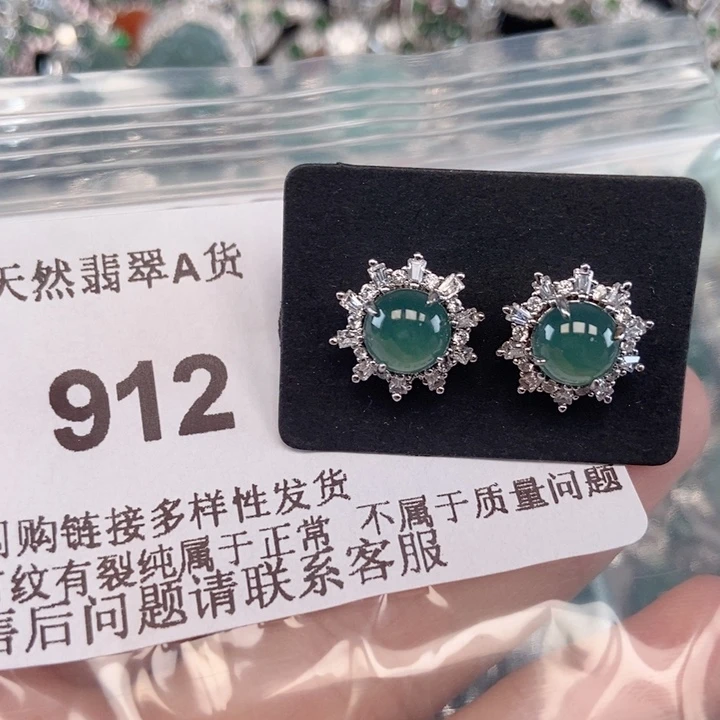 天然翡翠A货
912
购链接多样性发货
纹有裂纯属于正常 不属于质量问题
售后问题请联系客服